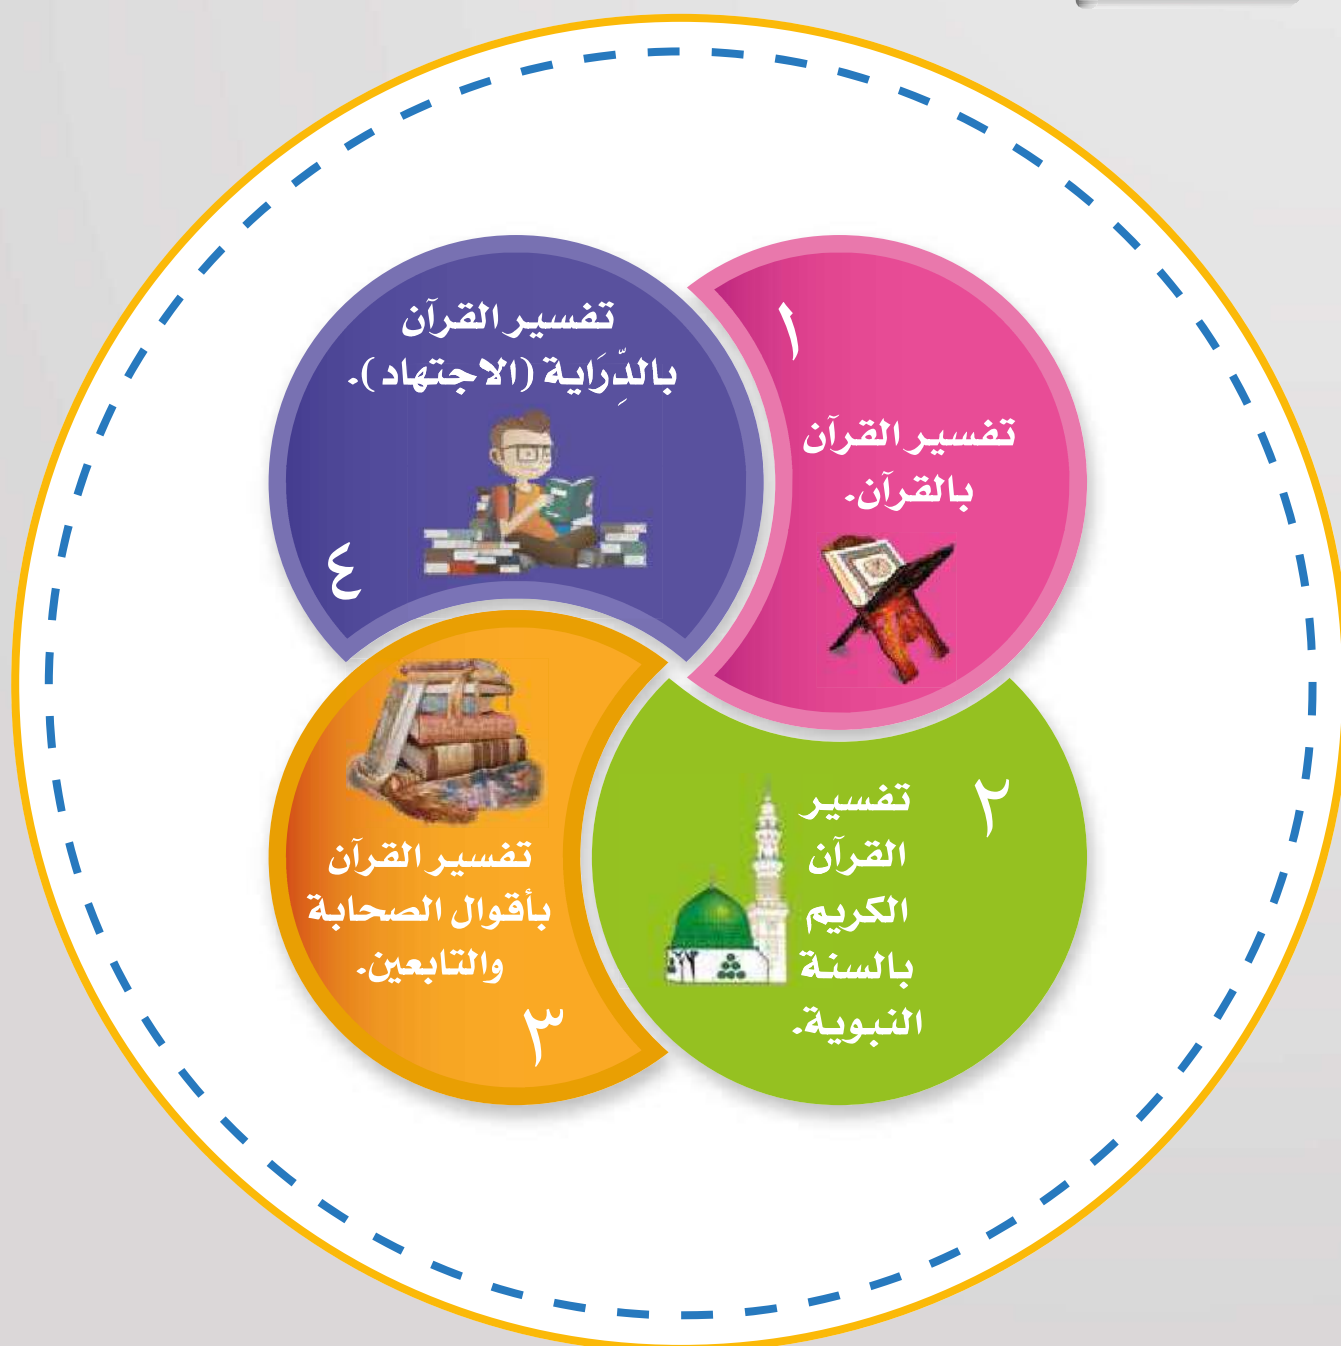 ١
تفسير القرآن
بالقرآن.
٢
تفسير
القرآن
الكريم
بالسنة
النبوية.
تفسير القرآن
بأقوال الصحابة
والتابعين.
٣
تفسير القرآن
بالدِّرَاية (الاجتهاد).
٤